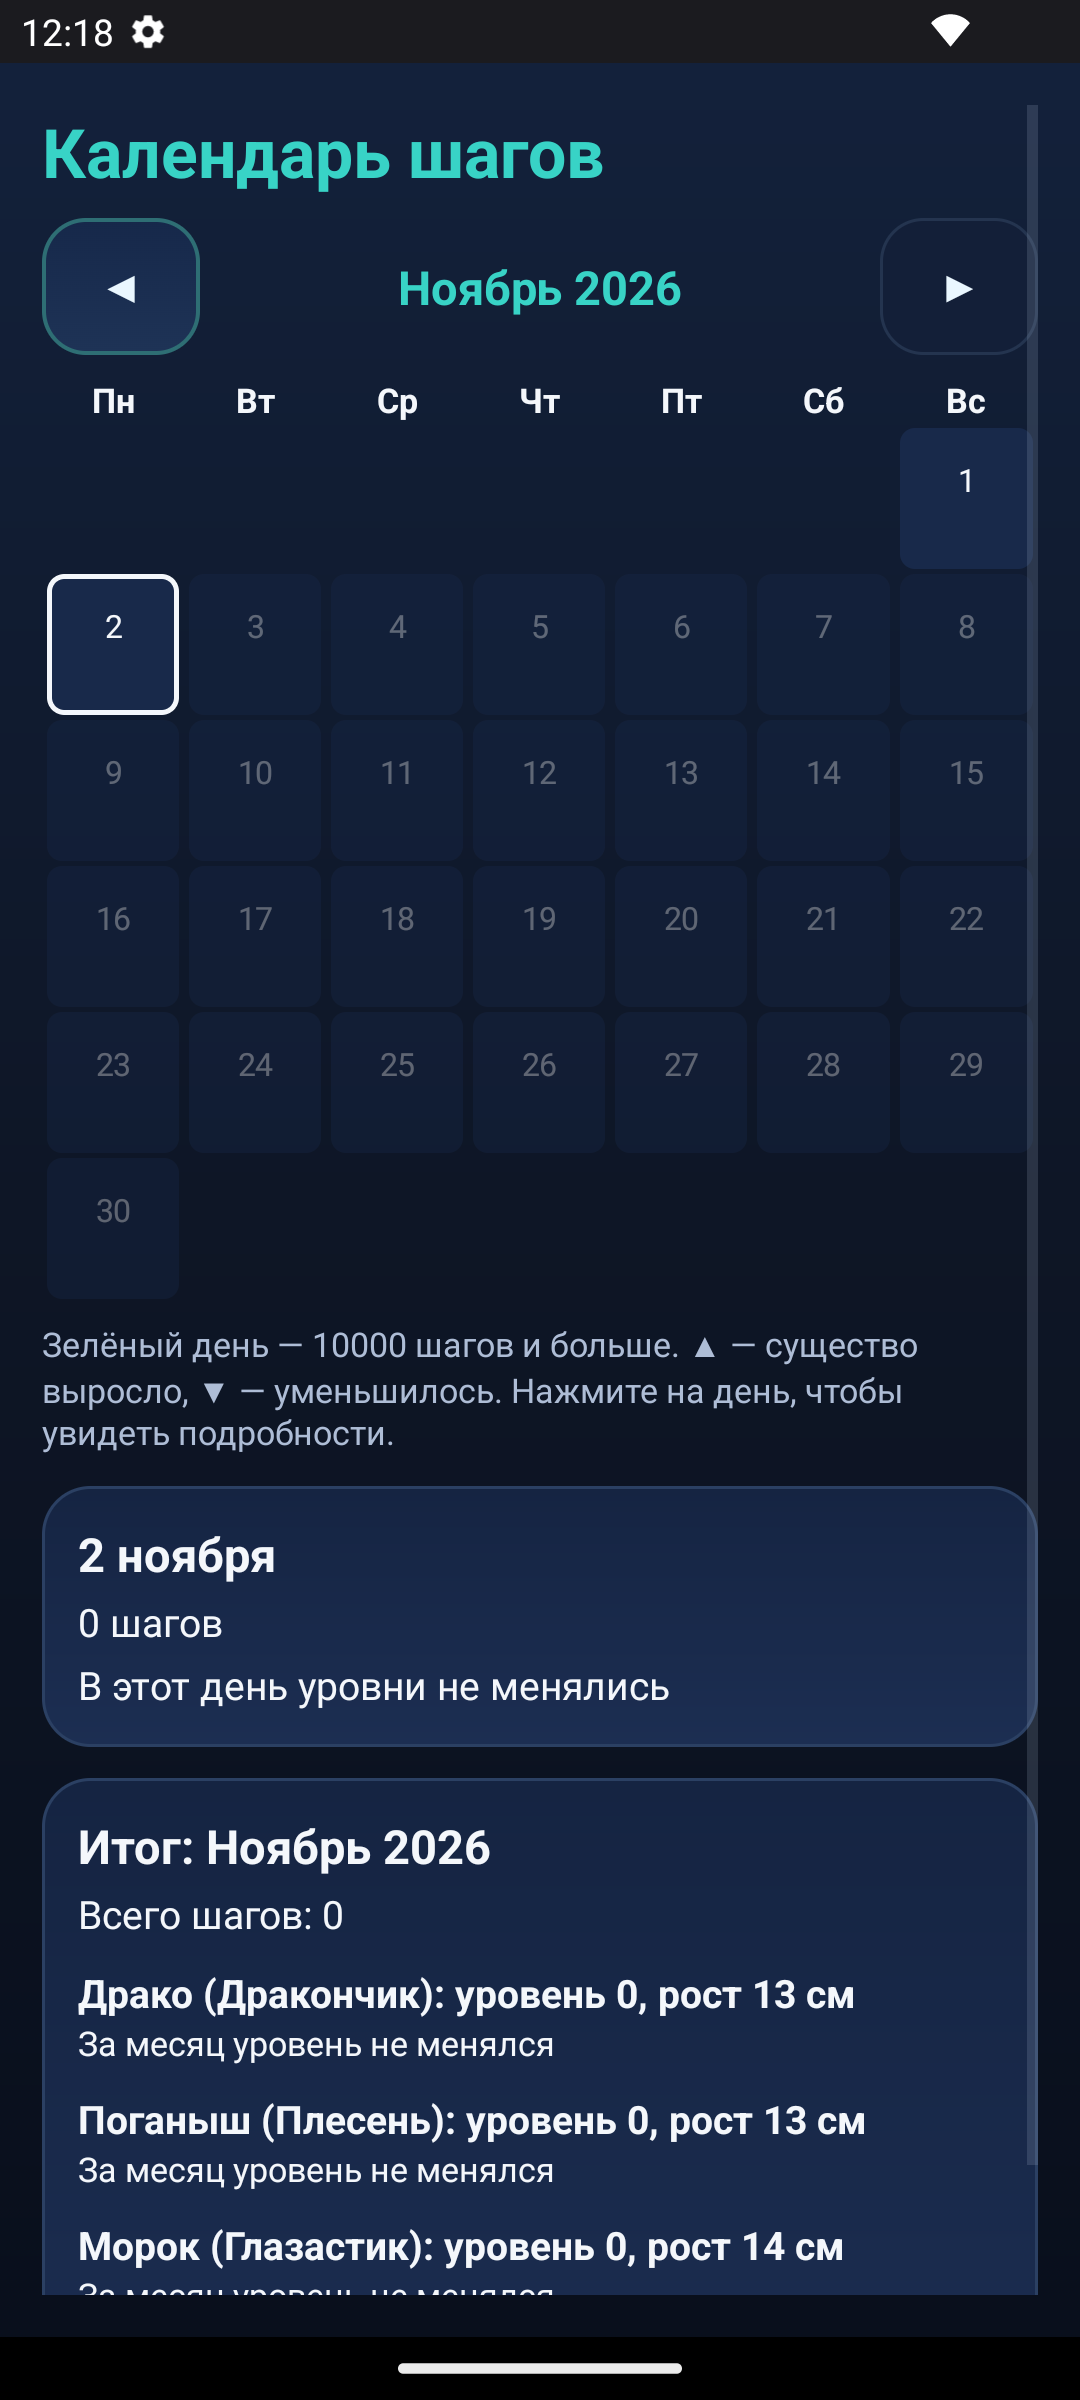 12:18
Календарь шагов
◀ Ноябрь 2026 ▶
Пн Вт Ср Чт Пт Сб Вс
1
2 3 4 5 6 7 8
9 10 11 12 13 14 15
16 17 18 19 20 21 22
23 24 25 26 27 28 29
30
Зелёный день — 10000 шагов и больше. ▲ — существо
выросло, ▼ — уменьшилось. Нажмите на день, чтобы
увидеть подробности.
2 ноября
0 шагов
В этот день уровни не менялись
Итог: Ноябрь 2026
Всего шагов: 0
Драко (Дракончик): уровень 0, рост 13 см
За месяц уровень не менялся
Поганыш (Плесень): уровень 0, рост 13 см
За месяц уровень не менялся
Морок (Глазастик): уровень 0, рост 14 см
За месяц уровень не менялся